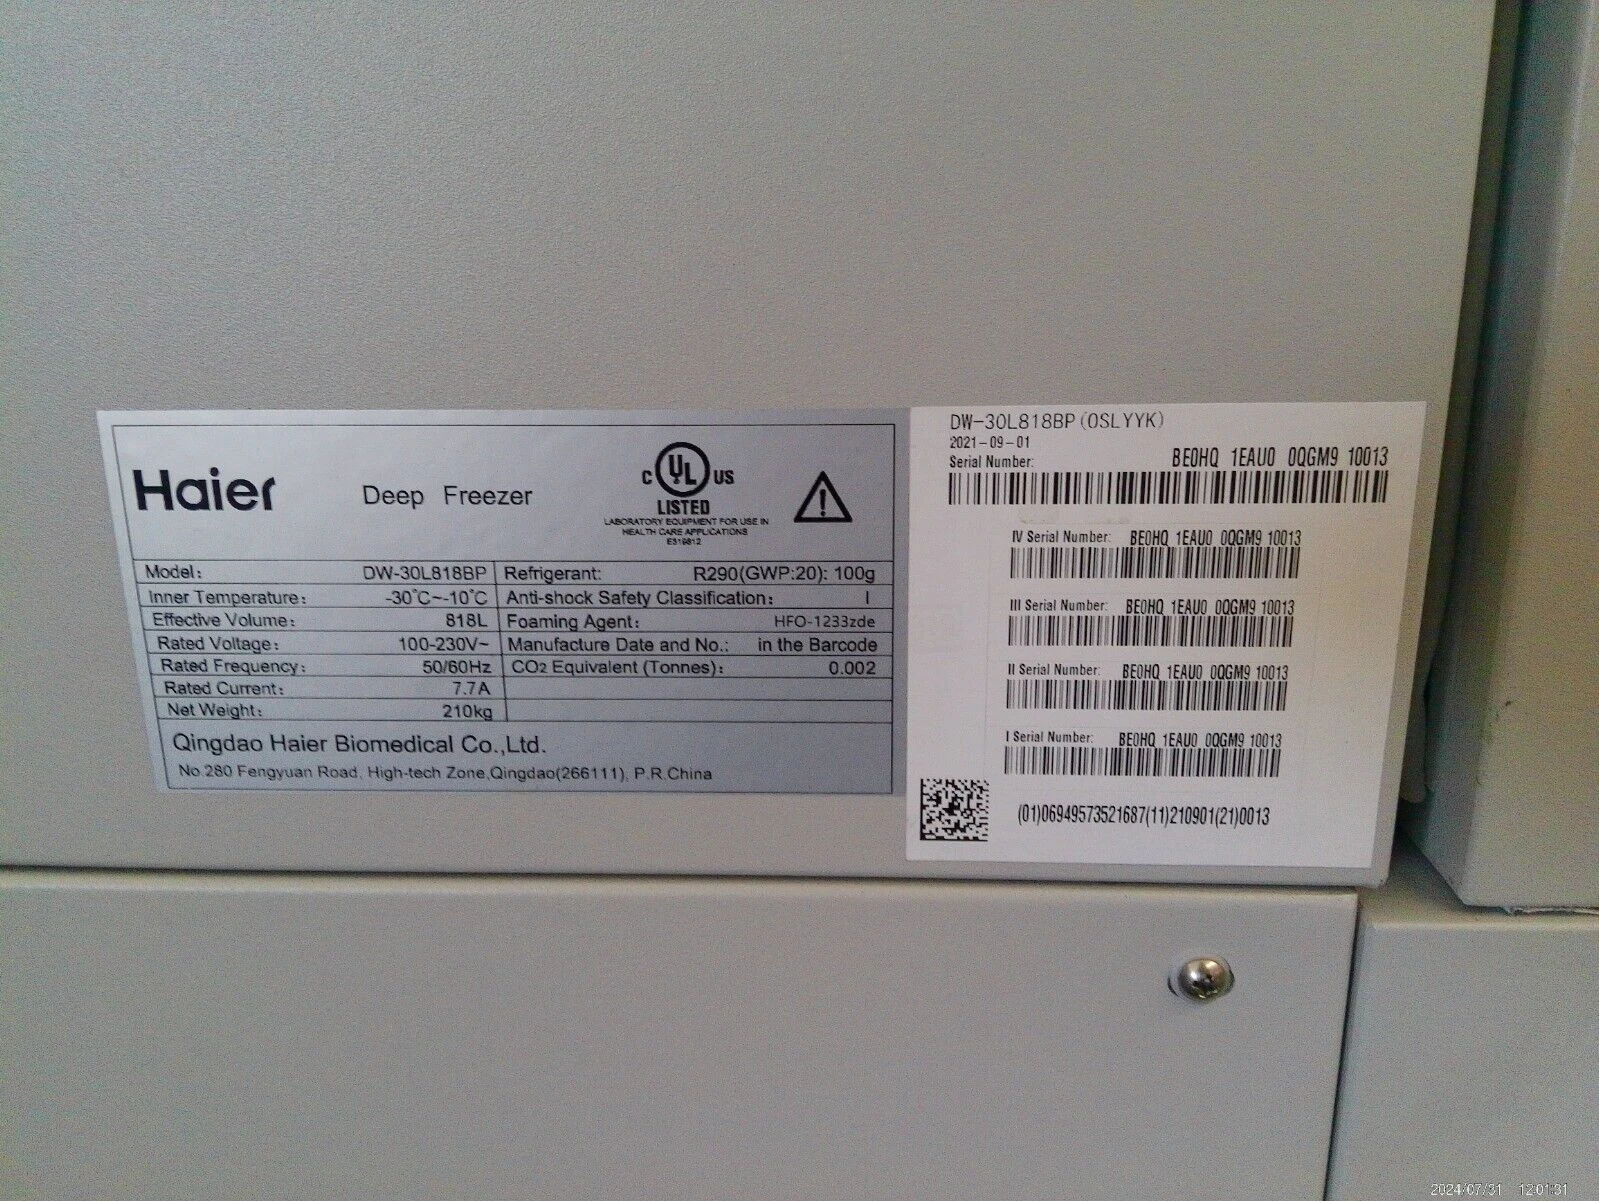 Haier
Deep Freezer
C UL US
LISTED
LABORATORY EQUIPMENT FOR USE IN
HEALTH CARE APPLICATIONS
E319812
Model: DW-30L818BP Refrigerant: R290(GWP:20): 100g
Inner Temperature: -30°C~-10°C Anti-shock Safety Classification: I
Effective Volume: 818L Foaming Agent: HFO-1233zde
Rated Voltage: 100-230V~ Manufacture Date and No.: in the Barcode
Rated Frequency: 50/60Hz CO2 Equivalent (Tonnes): 0.002
Rated Current: 7.7A
Net Weight: 210kg
Qingdao Haier Biomedical Co.,Ltd.
No.280 Fengyuan Road, High-tech Zone,Qingdao(266111), P.R.China
DW-30L818BP(0SLYYK)
2021-09-01
Serial Number: BE0HQ 1EAU0 0QGM9 10013
IV Serial Number: BE0HQ 1EAU0 0QGM9 10013
III Serial Number: BE0HQ 1EAU0 0QGM9 10013
II Serial Number: BE0HQ 1EAU0 0QGM9 10013
I Serial Number: BE0HQ 1EAU0 0QGM9 10013
(01)06949573521687(11)210901(21)0013
2024/07/31 12:01:31